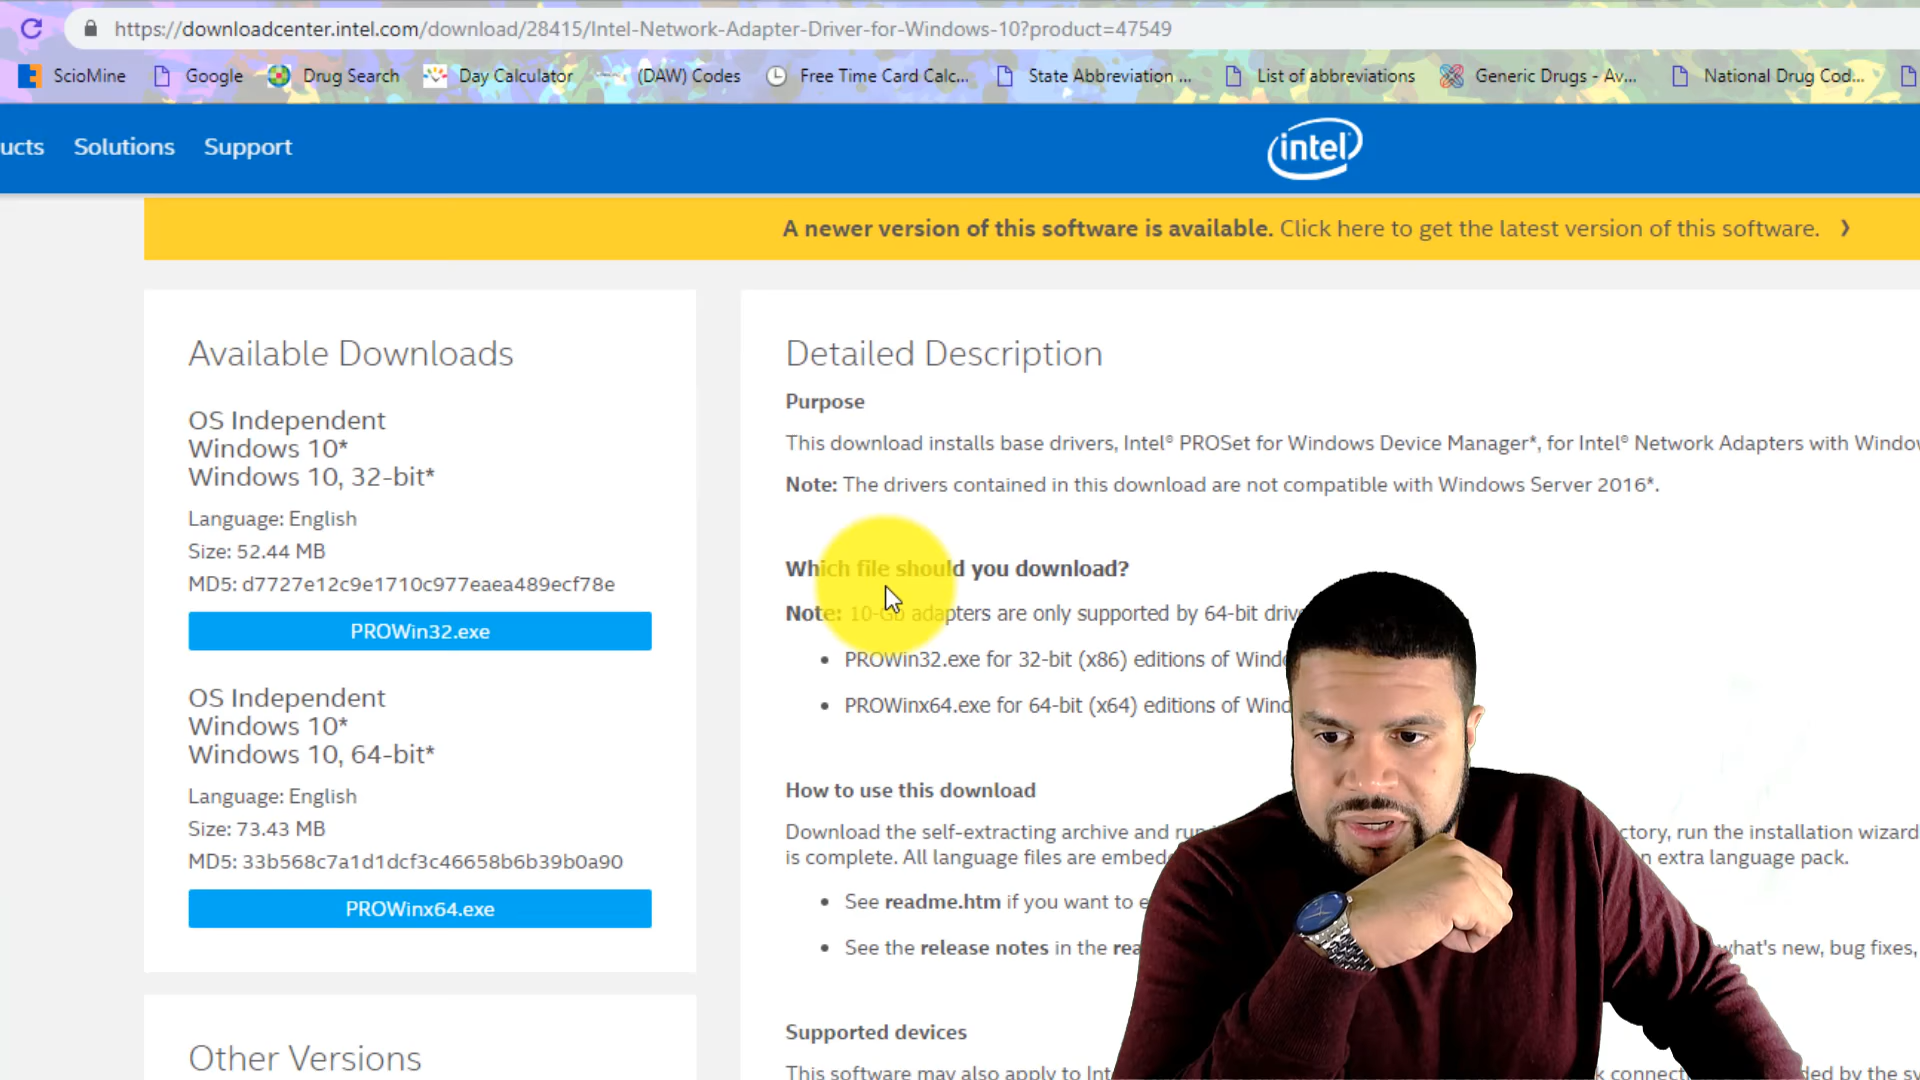 https://downloadcenter.intel.com/download/28415/Intel-Network-Adapter-Driver-for-Windows-10?product=47549
ScioMine Google Drug Search Day Calculator (DAW) Codes Free Time Card Calc... State Abbreviation ... List of abbreviations Generic Drugs - Av... National Drug Cod...
ucts Solutions Support intel
A newer version of this software is available. Click here to get the latest version of this software. ›
Available Downloads
OS Independent
Windows 10*
Windows 10, 32-bit*
Language: English
Size: 52.44 MB
MD5: d7727e12c9e1710c977eaea489ecf78e
PROWin32.exe
OS Independent
Windows 10*
Windows 10, 64-bit*
Language: English
Size: 73.43 MB
MD5: 33b568c7a1d1dcf3c46658b6b39b0a90
PROWinx64.exe
Other Versions
Detailed Description
Purpose
This download installs base drivers, Intel® PROSet for Windows Device Manager*, for Intel® Network Adapters with Windo
Note: The drivers contained in this download are not compatible with Windows Server 2016*.
Which file should you download?
Note: 10-Gb adapters are only supported by 64-bit driv
• PROWin32.exe for 32-bit (x86) editions of Wind
• PROWinx64.exe for 64-bit (x64) editions of Wind
How to use this download
Download the self-extracting archive and run ctory, run the installation wizard
is complete. All language files are embed n extra language pack.
• See readme.htm if you want to e
• See the release notes in the rea what's new, bug fixes,
Supported devices
This software may also apply to Int k connect ded by the sy